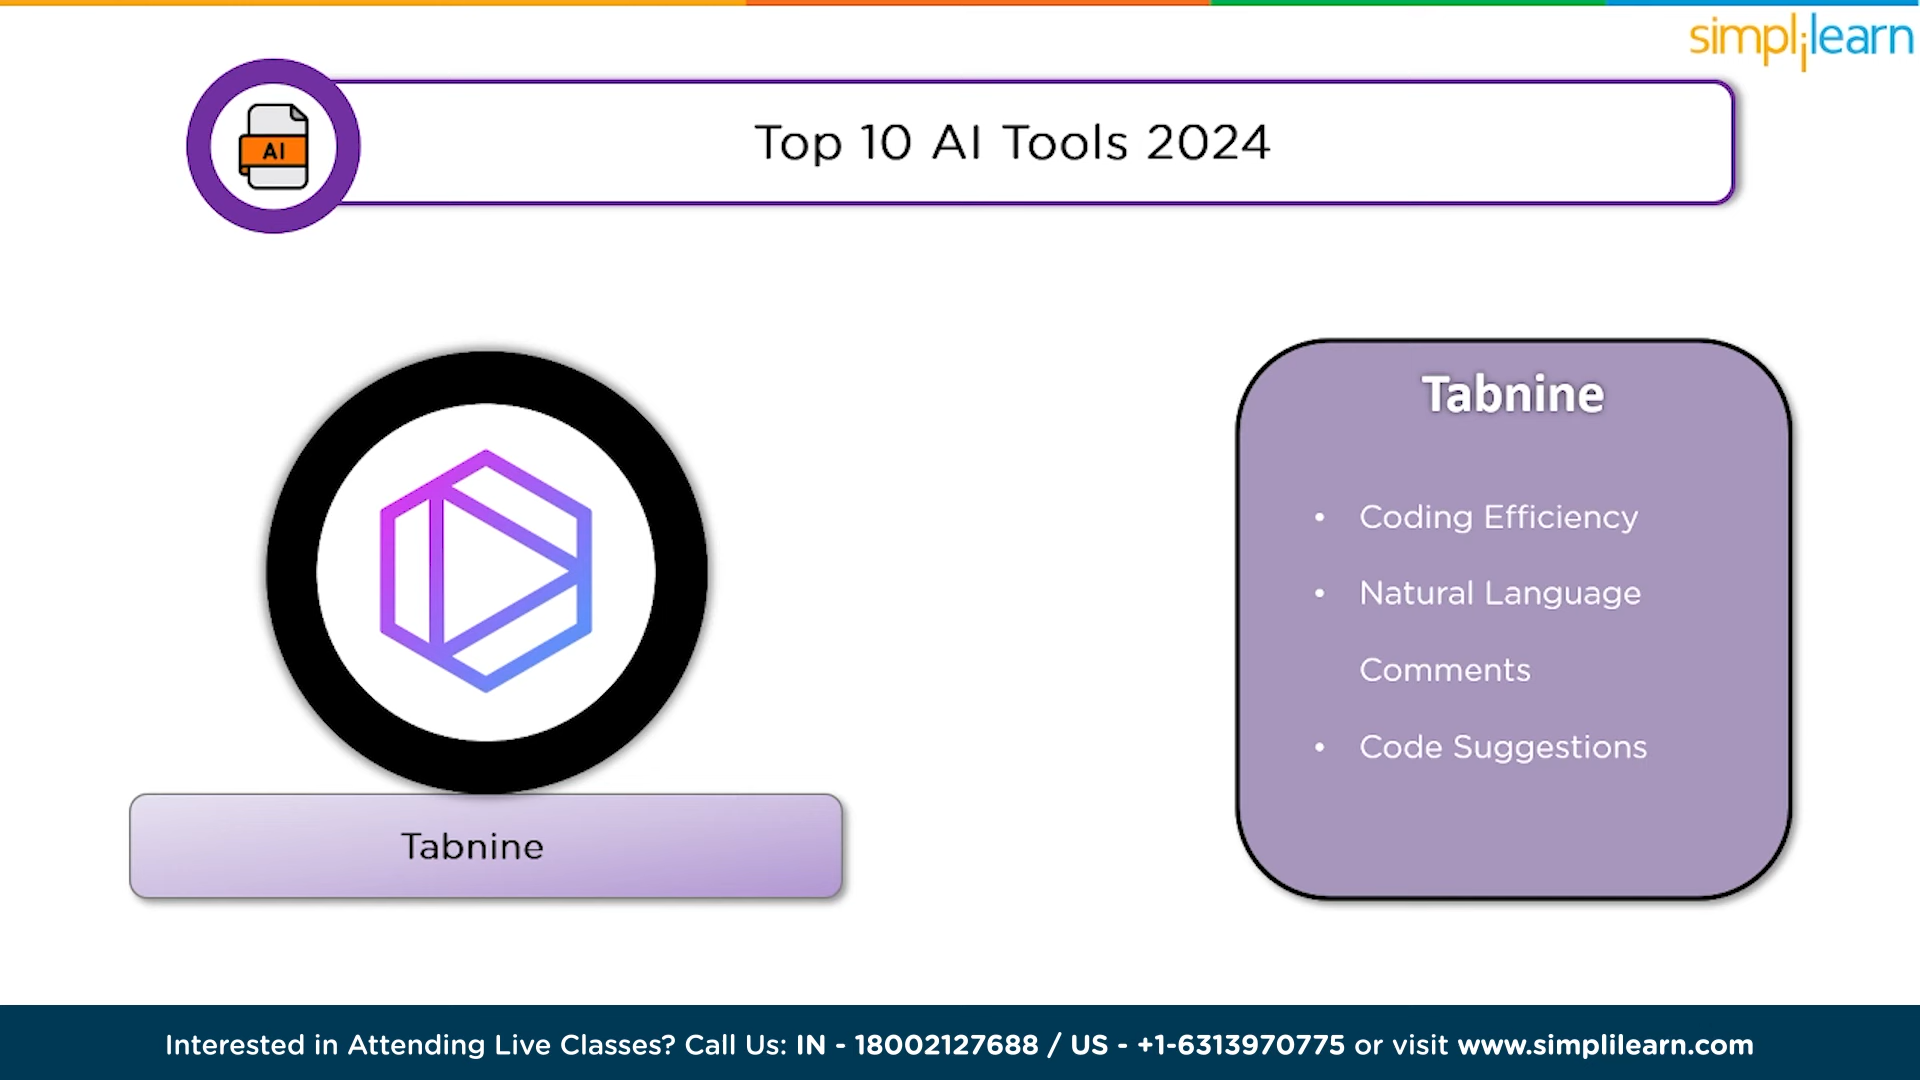 simplilearn
AI
Top 10 AI Tools 2024
Tabnine
• Coding Efficiency
• Natural Language
Comments
• Code Suggestions
Tabnine
Interested in Attending Live Classes? Call Us: IN - 18002127688 / US - +1-6313970775 or visit www.simplilearn.com